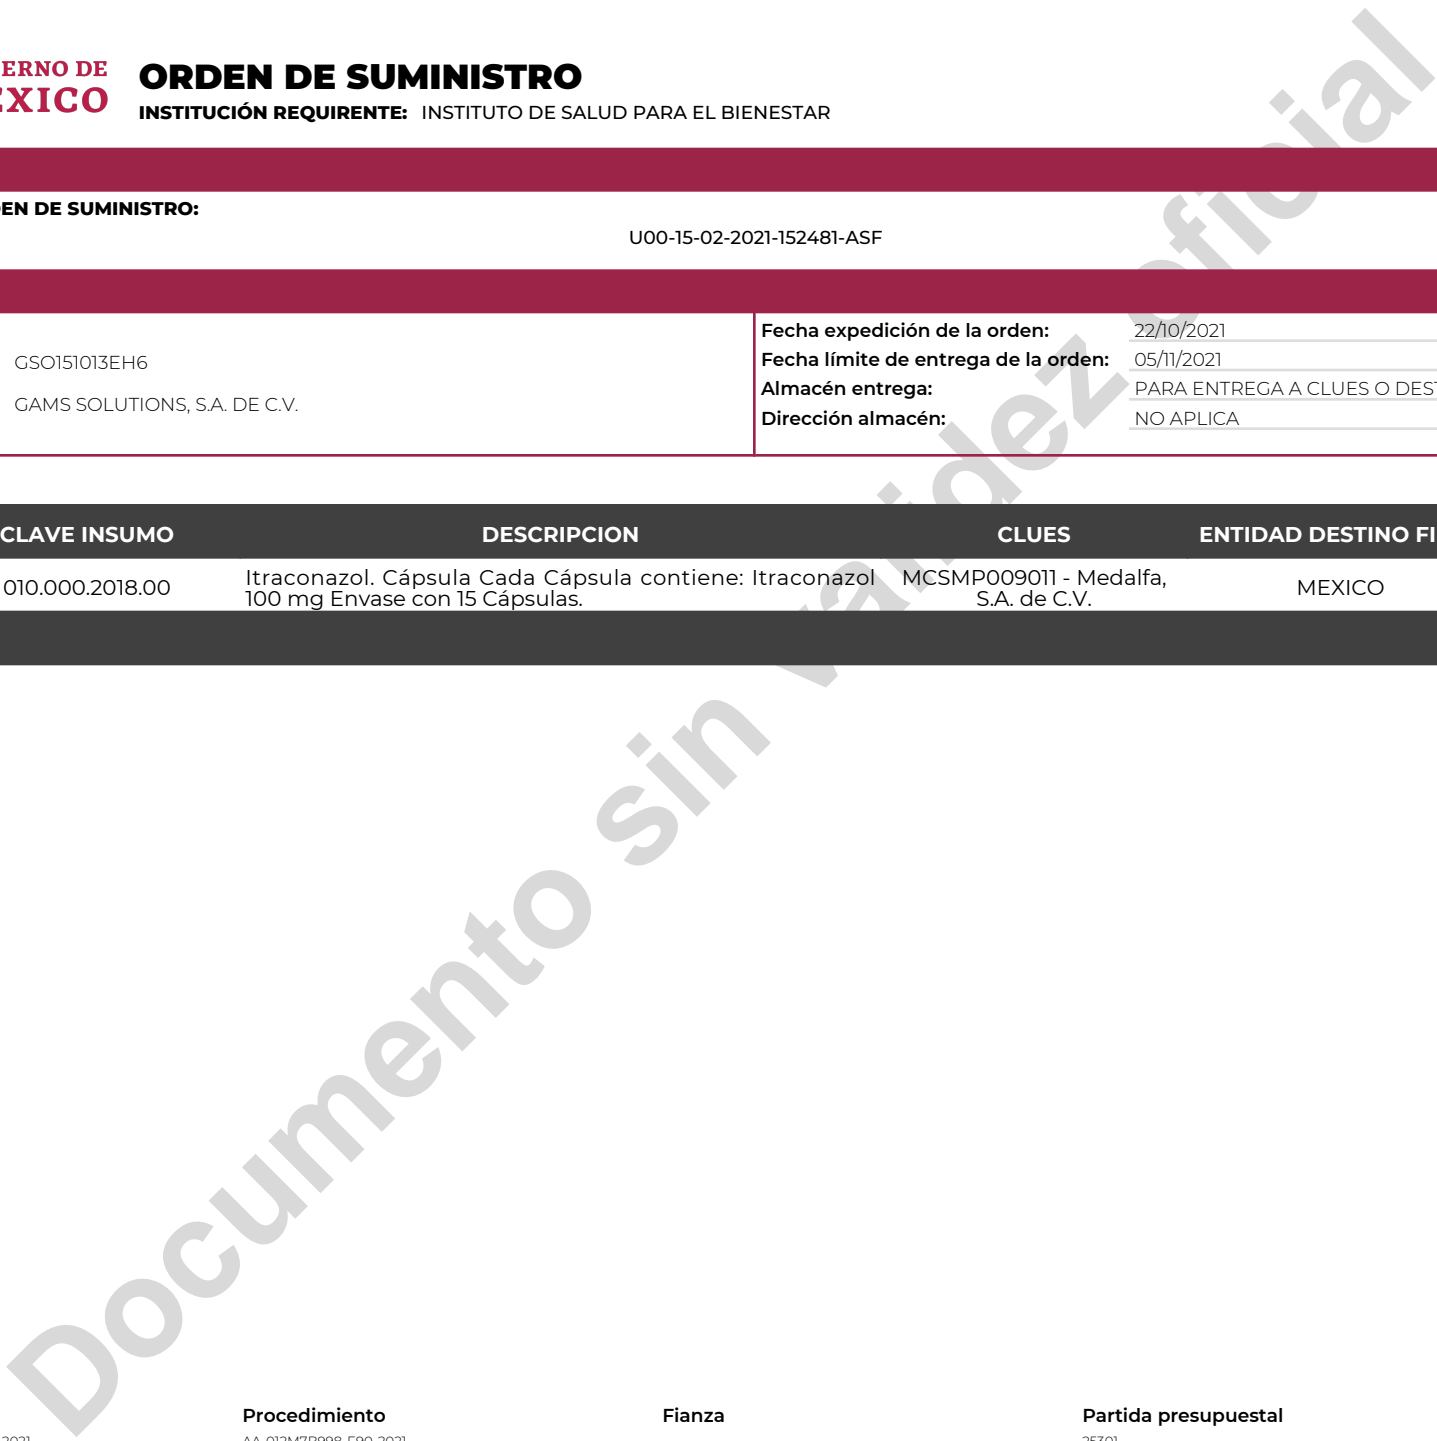 ERNO DE
EXICO
ORDEN DE SUMINISTRO
INSTITUCIÓN REQUIRENTE: INSTITUTO DE SALUD PARA EL BIENESTAR
EN DE SUMINISTRO:
U00-15-02-2021-152481-ASF
GSO151013EH6
GAMS SOLUTIONS, S.A. DE C.V.
Fecha expedición de la orden: 22/10/2021
Fecha límite de entrega de la orden: 05/11/2021
Almacén entrega: PARA ENTREGA A CLUES O DEST
Dirección almacén: NO APLICA
CLAVE INSUMO DESCRIPCION CLUES ENTIDAD DESTINO FI
010.000.2018.00 Itraconazol. Cápsula Cada Cápsula contiene: Itraconazol MCSMP009011 - Medalfa, MEXICO
100 mg Envase con 15 Cápsulas. S.A. de C.V.
Documento sin validez oficial
Procedimiento Fianza Partida presupuestal